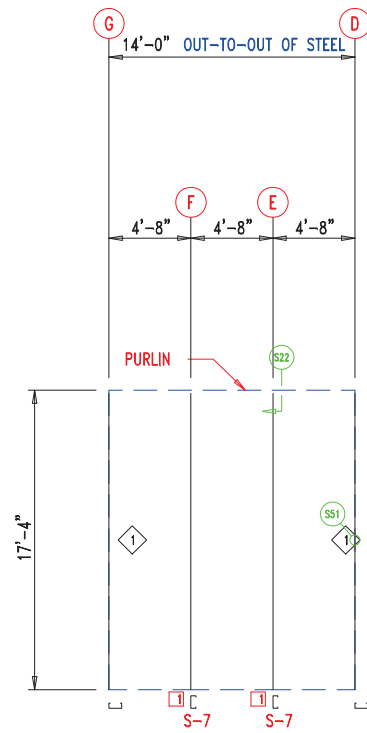 G
D
14'-0" OUT-TO-OUT OF STEEL
F
E
4'-8"
4'-8"
4'-8"
PURLIN
S22
17'-4"
S51
1
1
1
1
S-7
S-7